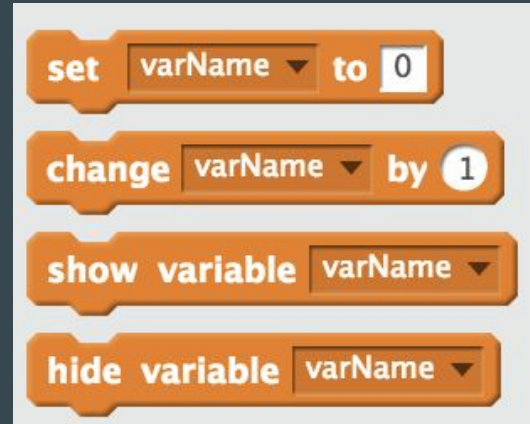 set varName to 0
change varName by 1
show variable varName
hide variable varName